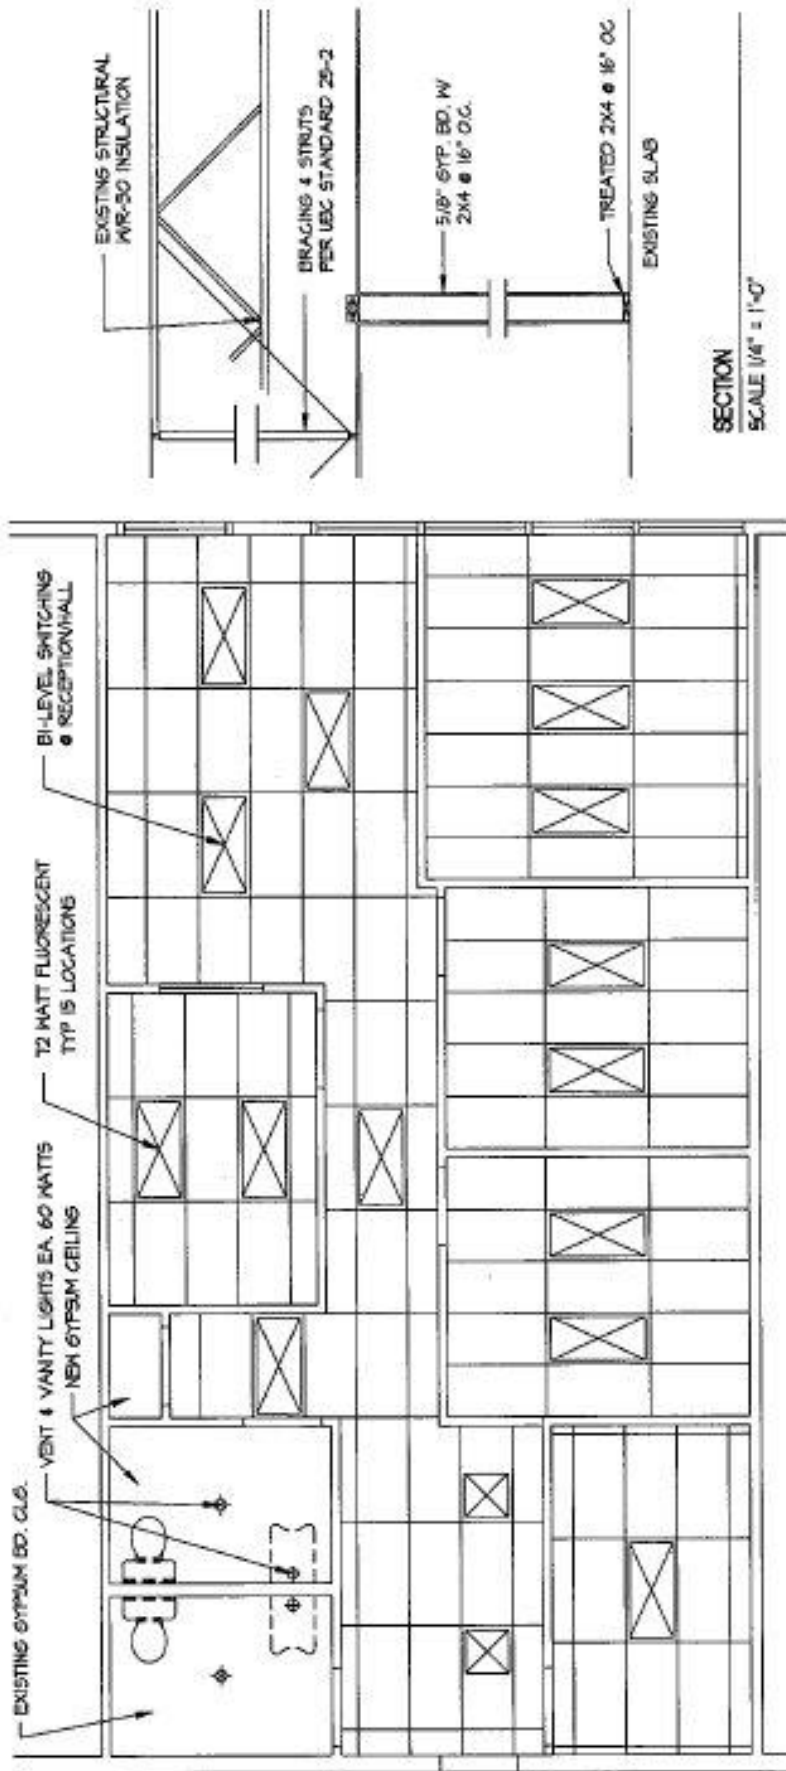 EXISTING GYPSUM BD. CLG.
VENT & VANITY LIGHTS EA. 60 WATTS
NEW GYPSUM CEILING
72 WATT FLUORESCENT
TYP 15 LOCATIONS
BI-LEVEL SWITCHING
@ RECEPTION/HALL
EXISTING STRUCTURAL
W/R-30 INSULATION
BRACING & STRUTS
PER UBC STANDARD 25-2
5/8" GYP. BD. W/
2X4 @ 16" O.C.
TREATED 2X4 @ 16" OC
EXISTING SLAB
SECTION
SCALE 1/4" = 1'-0"